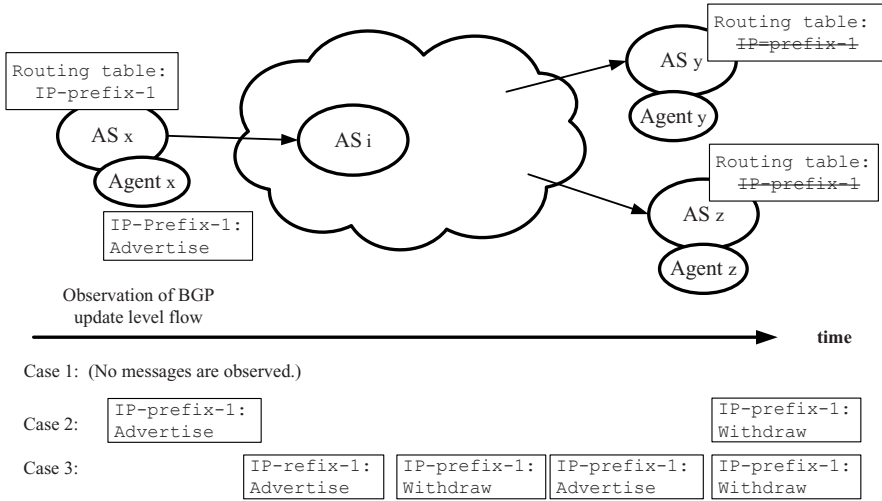 Routing table:
IP=prefix-1
Routing table:
IP-prefix-1
AS y
Agent y
AS x
AS i
Agent x
Routing table:
IP-prefix-1
AS z
IP-Prefix-1:
Advertise
Agent z
Observation of BGP
update level flow
time
Case 1: (No messages are observed.)
Case 2:
IP-prefix-1:
Advertise
IP-prefix-1:
Withdraw
Case 3:
IP-refix-1:
Advertise
IP-prefix-1:
Withdraw
IP-prefix-1:
Advertise
IP-prefix-1:
Withdraw